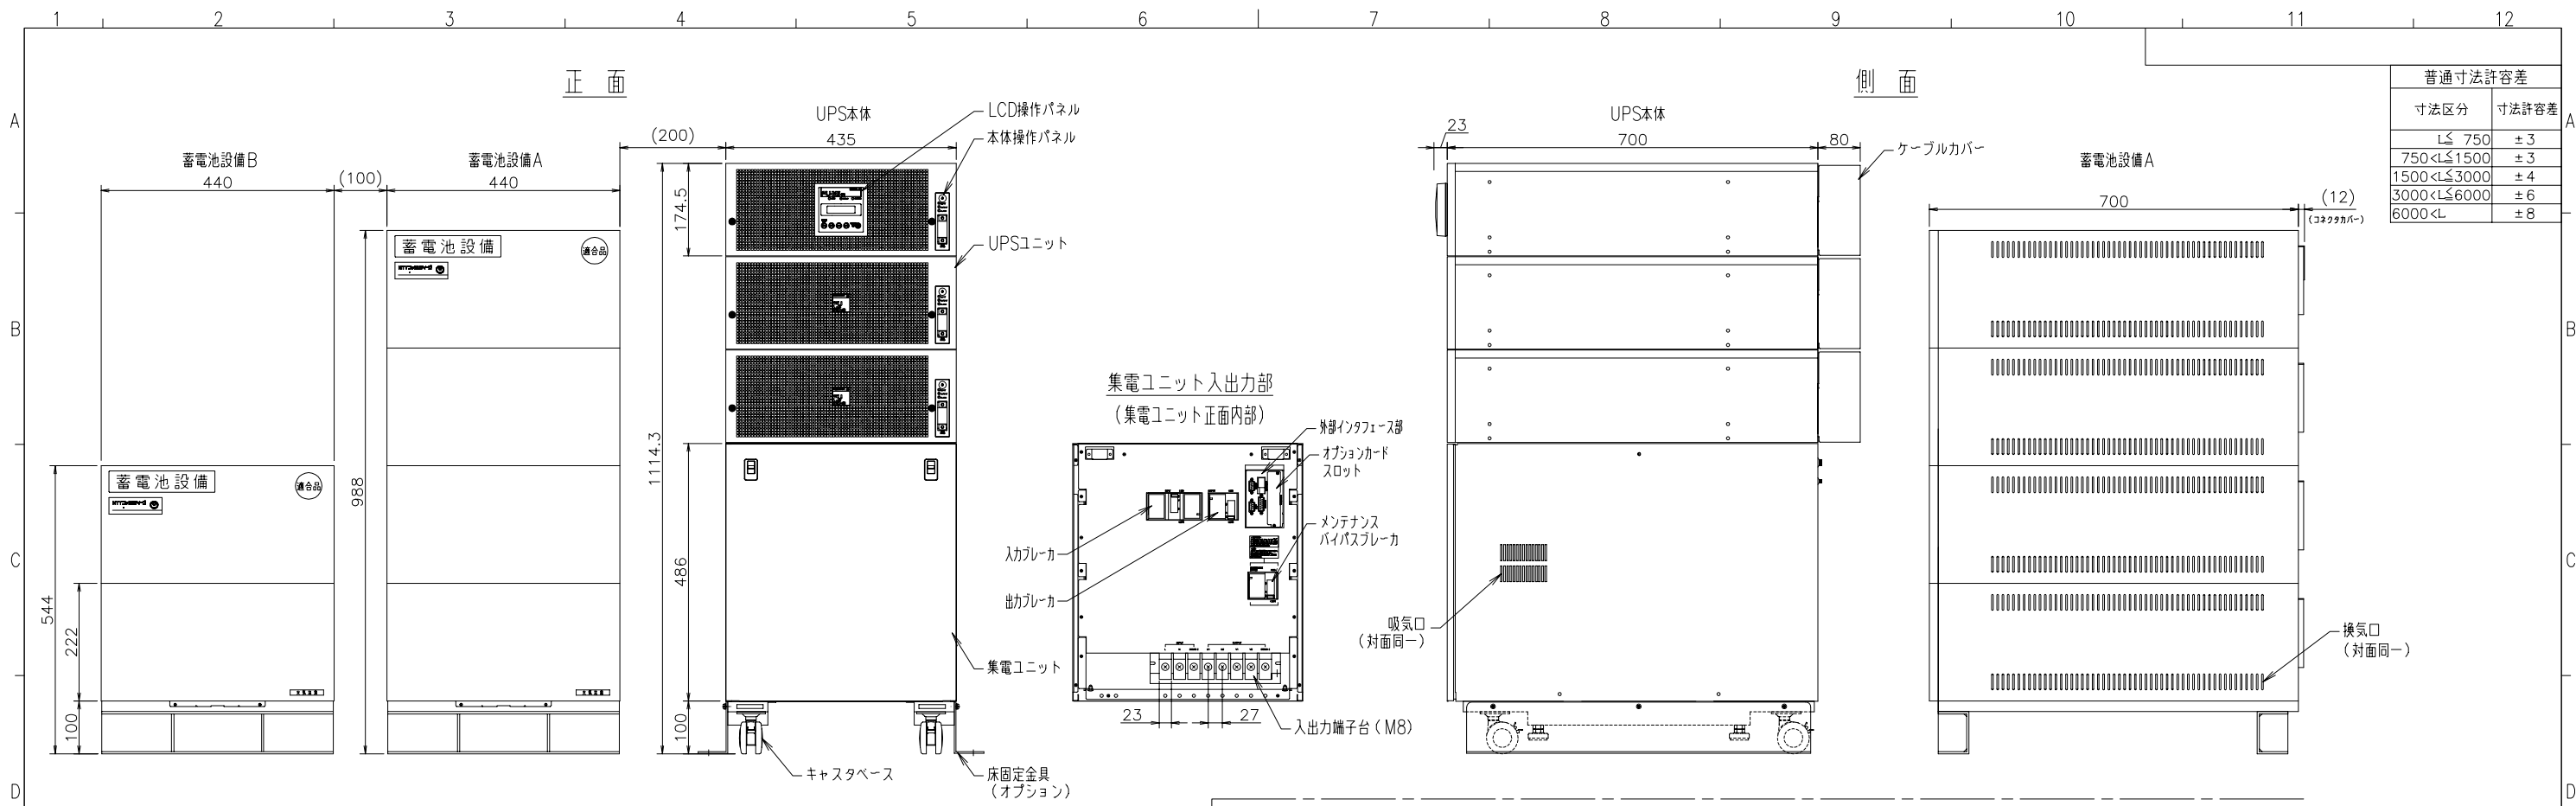 1 2 3 4 5 6 7 8 9 10 11 12
正 面
側 面
普通寸法許容差
寸法区分 寸法許容差
L≦ 750 ±3
750<L≦1500 ±3
1500<L≦3000 ±4
3000<L≦6000 ±6
6000<L ±8
A
A
B
B
C
C
D
D
蓄電池設備B
440
(100)
蓄電池設備A
440
(200)
UPS本体
435
LCD操作パネル
本体操作パネル
UPSユニット
174.5
1114.3
486
100
988
544
222
100
蓄電池設備
適合品
蓄電池設備
適合品
集電ユニット
キャスタベース
床固定金具
(オプション)
集電ユニット入出力部
(集電ユニット正面内部)
外部インタフェース部
オプションカード
スロット
メンテナンス
バイパスブレーカ
入力ブレーカ
出力ブレーカ
23
27
入出力端子台(M8)
UPS本体
23
700
80
ケーブルカバー
吸気口
(対面同一)
蓄電池設備A
700
(12)
(コネクタカバー)
換気口
(対面同一)